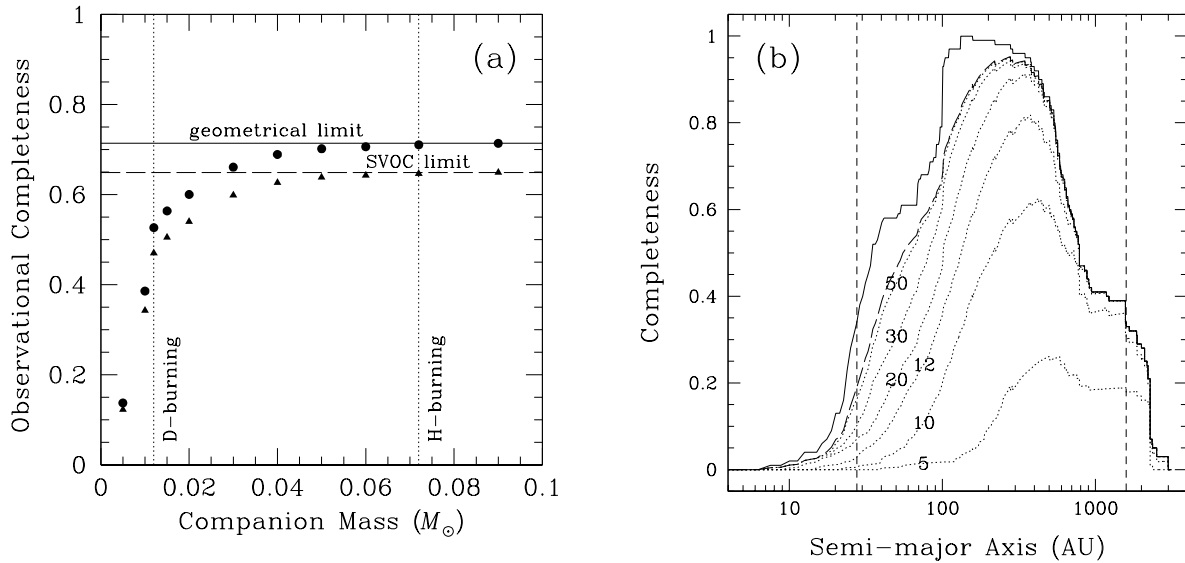 (a)
geometrical limit
SVOC limit
D-burning
H-burning
Observational Completeness
1
0.8
0.6
0.4
0.2
0
0
0.02
0.04
0.06
0.08
0.1
Companion Mass (M⊙)
(b)
50
30
20
12
10
5
Completeness
1
0.8
0.6
0.4
0.2
0
10
100
1000
Semi-major Axis (AU)